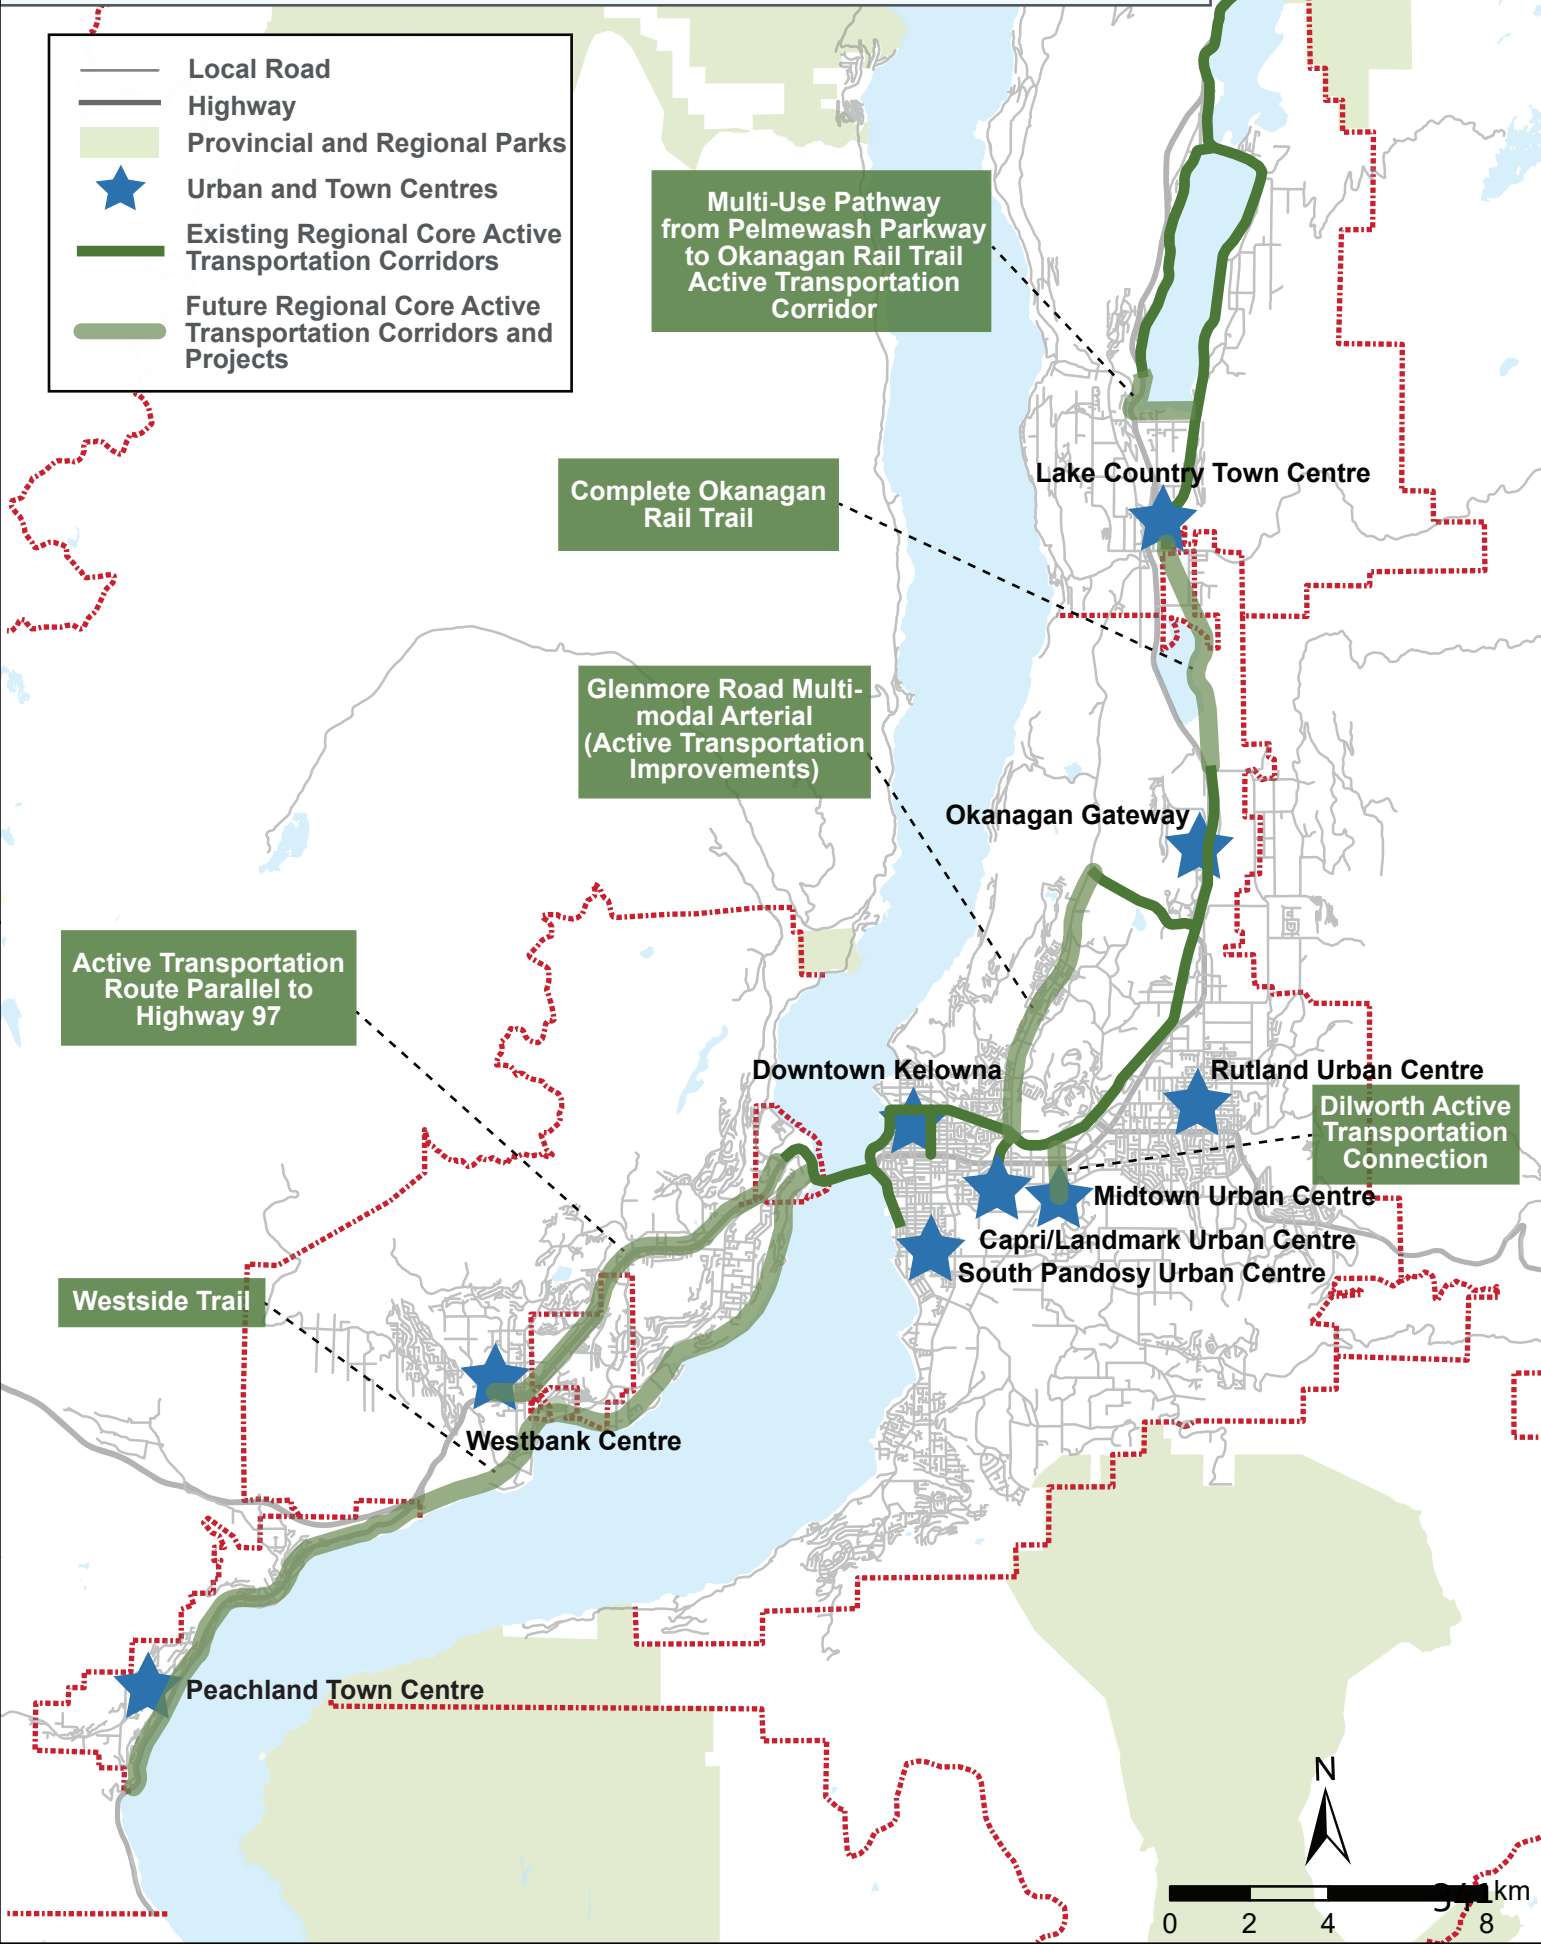 Local Road
Highway
Provincial and Regional Parks
Urban and Town Centres
Existing Regional Core Active
Transportation Corridors
Future Regional Core Active
Transportation Corridors and
Projects
Multi-Use Pathway
from Pelmewash Parkway
to Okanagan Rail Trail
Active Transportation
Corridor
Lake Country Town Centre
Complete Okanagan
Rail Trail
Glenmore Road Multi-
modal Arterial
(Active Transportation
Improvements)
Okanagan Gateway
Active Transportation
Route Parallel to
Highway 97
Downtown Kelowna
Rutland Urban Centre
Dilworth Active
Transportation
Connection
Midtown Urban Centre
Capri/Landmark Urban Centre
South Pandosy Urban Centre
Westside Trail
Westbank Centre
Peachland Town Centre
N
341
km
0 2 4 8